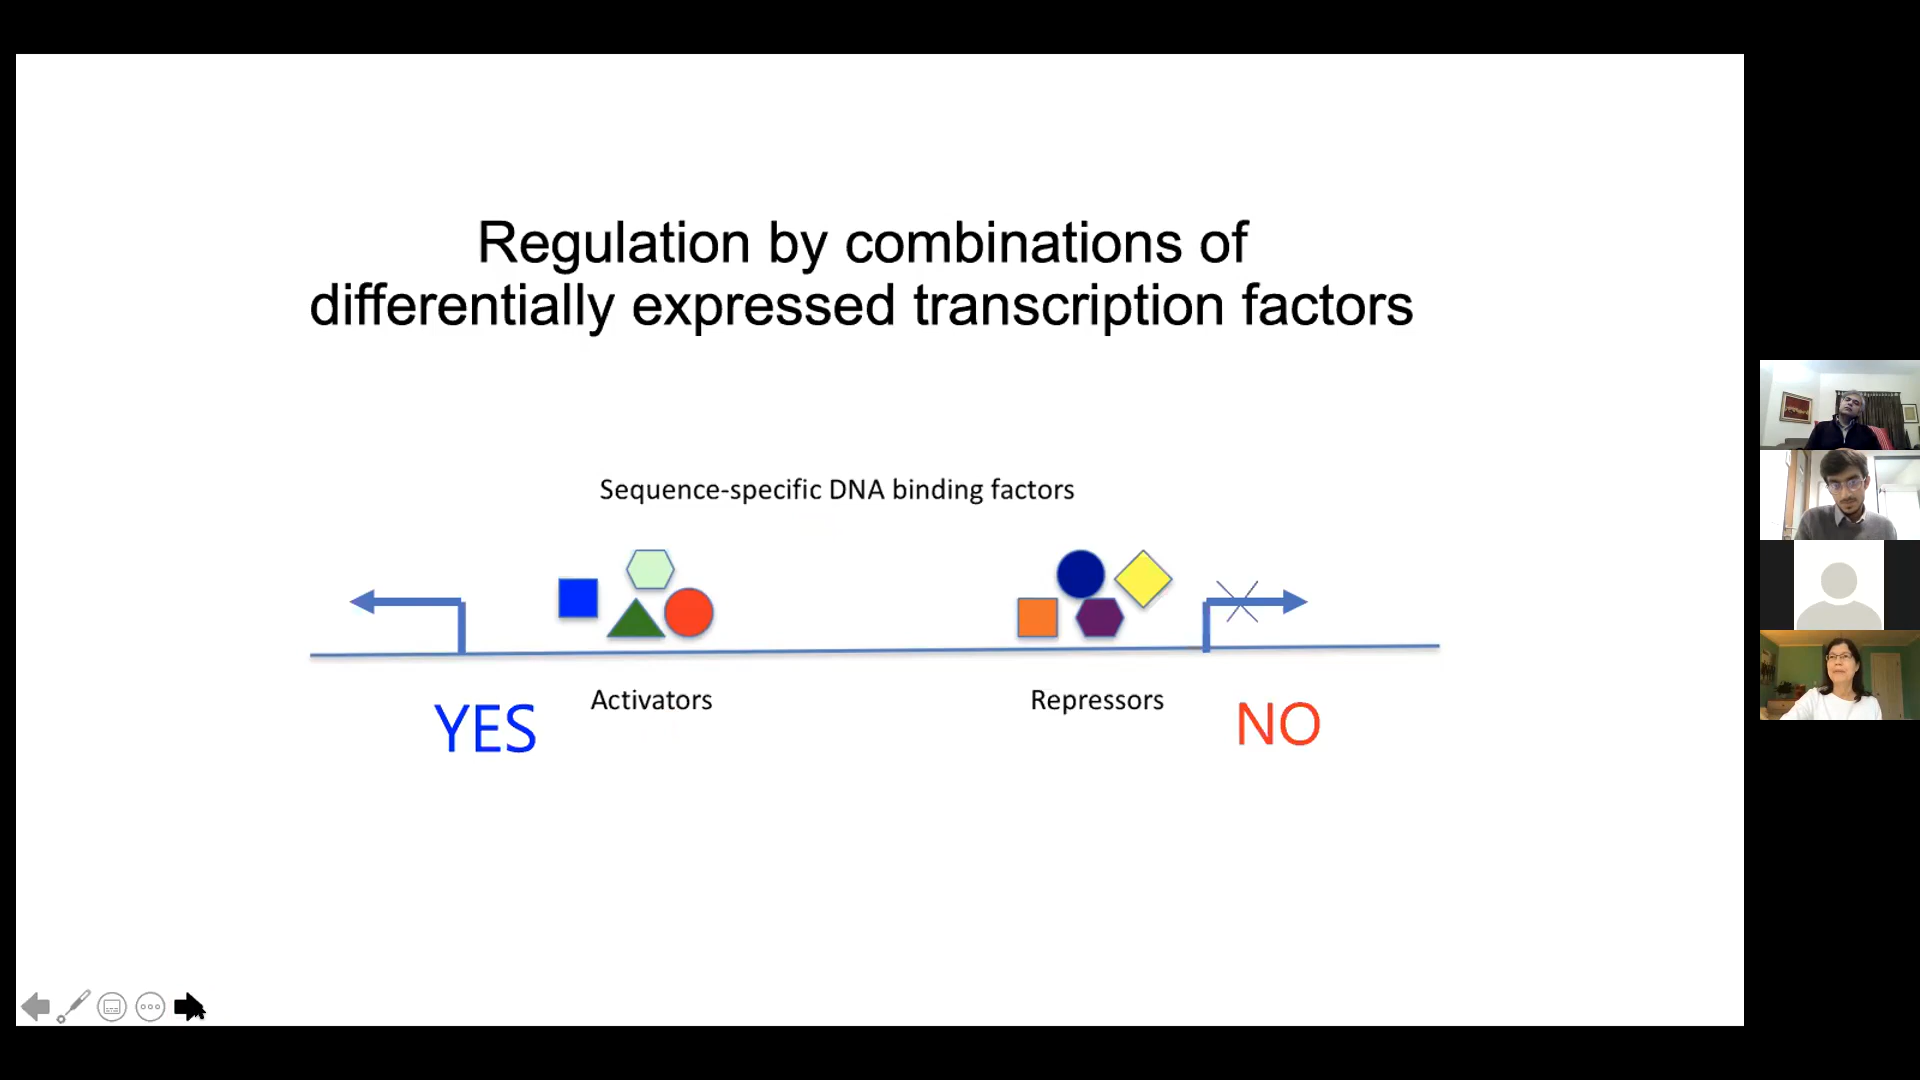 Regulation by combinations of
differentially expressed transcription factors
Sequence-specific DNA binding factors
Activators
Repressors
YES
NO